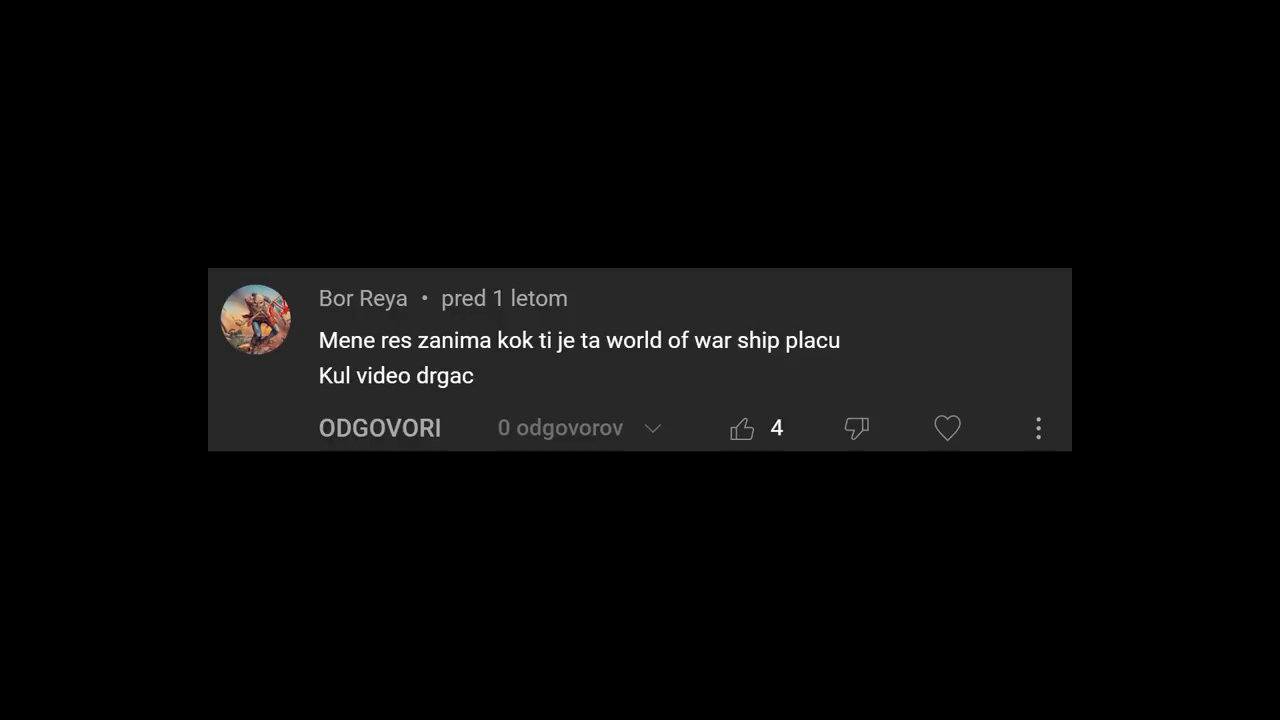 Bor Reya • pred 1 letom
Mene res zanima kok ti je ta world of war ship placu
Kul video drgac
ODGOVORI 0 odgovorov 4